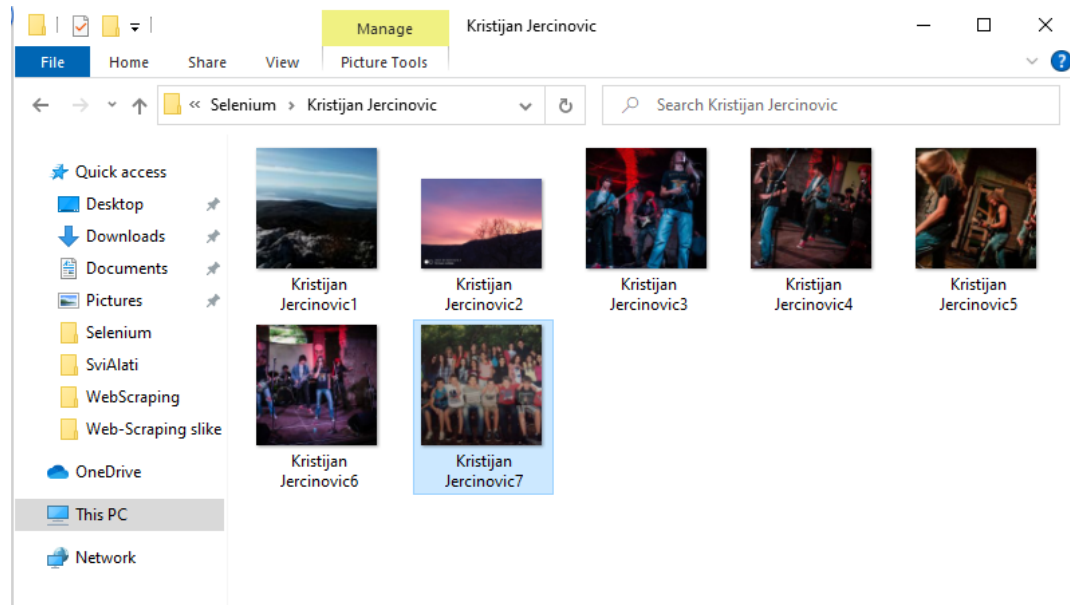 Manage
Kristijan Jercinovic
File
Home
Share
View
Picture Tools
?
« Selenium > Kristijan Jercinovic
Search Kristijan Jercinovic
Quick access
Desktop
Downloads
Documents
Pictures
Selenium
SviAlati
WebScraping
Web-Scraping slike
OneDrive
This PC
Network
Kristijan
Jercinovic1
Kristijan
Jercinovic2
Kristijan
Jercinovic3
Kristijan
Jercinovic4
Kristijan
Jercinovic5
Kristijan
Jercinovic6
Kristijan
Jercinovic7